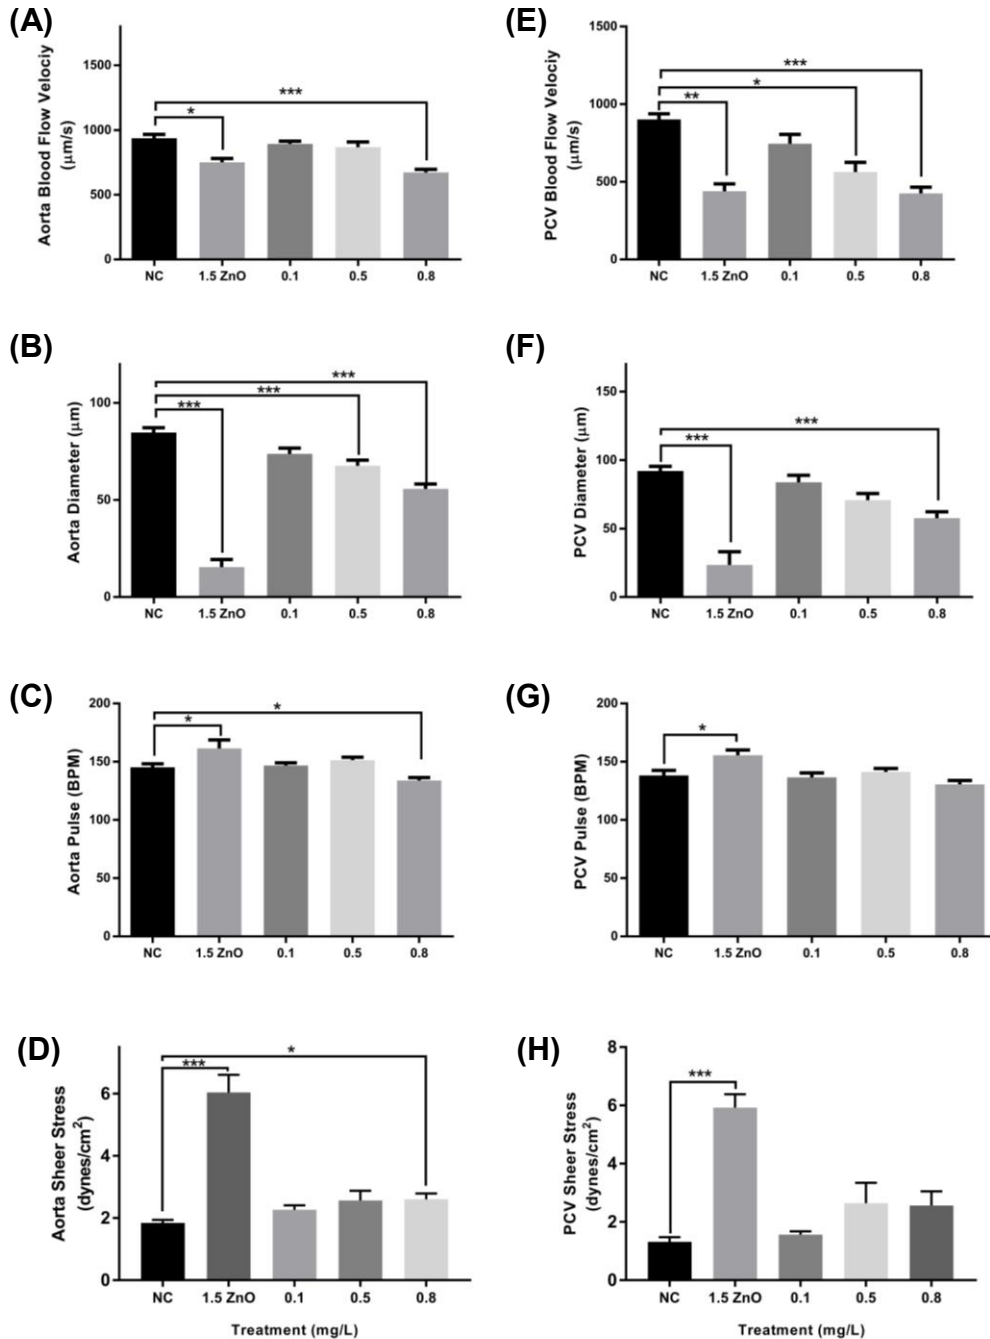 (A)
Aorta Blood Flow Velociy
(μm/s)
1500
1000
500
0
***
*
NC 1.5 ZnO 0.1 0.5 0.8
(E)
PCV Blood Flow Velociy
(μm/s)
1500
1000
500
0
***
*
**
NC 1.5 ZnO 0.1 0.5 0.8
(B)
Aorta Diameter (μm)
100
50
0
***
***
***
NC 1.5 ZnO 0.1 0.5 0.8
(F)
PCV Diameter (μm)
150
100
50
0
***
***
NC 1.5 ZnO 0.1 0.5 0.8
(C)
Aorta Pulse (BPM)
200
150
100
50
0
*
*
NC 1.5 ZnO 0.1 0.5 0.8
(G)
PCV Pulse (BPM)
200
150
100
50
0
*
NC 1.5 ZnO 0.1 0.5 0.8
(D)
Aorta Sheer Stress
(dynes/cm²)
6
4
2
0
*
***
NC 1.5 ZnO 0.1 0.5 0.8
Treatment (mg/L)
(H)
PCV Sheer Stress
(dynes/cm²)
8
6
4
2
0
***
NC 1.5 ZnO 0.1 0.5 0.8
Treatment (mg/L)